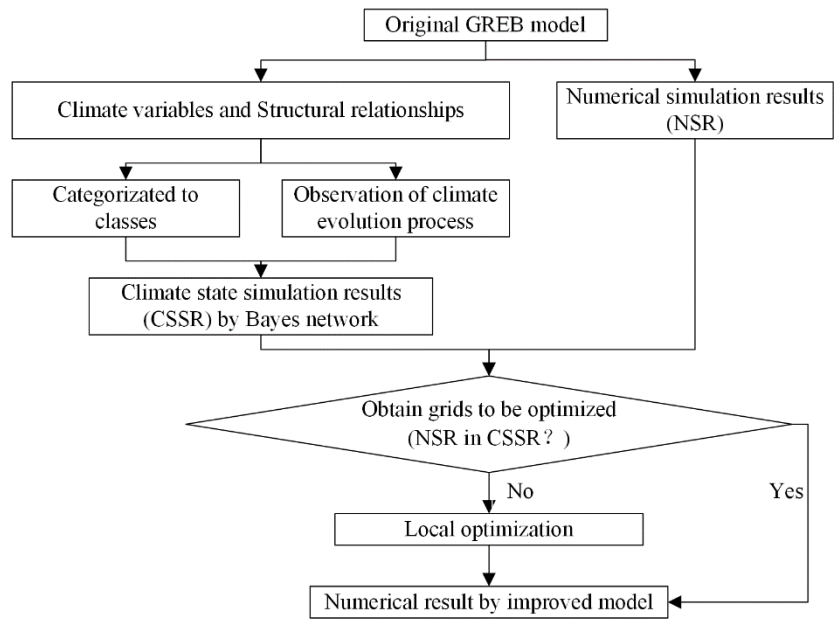 Original GREB model
Climate variables and Structural relationships
Numerical simulation results
(NSR)
Categorizated to
classes
Observation of climate
evolution process
Climate state simulation results
(CSSR) by Bayes network
Obtain grids to be optimized
(NSR in CSSR？)
No
Yes
Local optimization
Numerical result by improved model